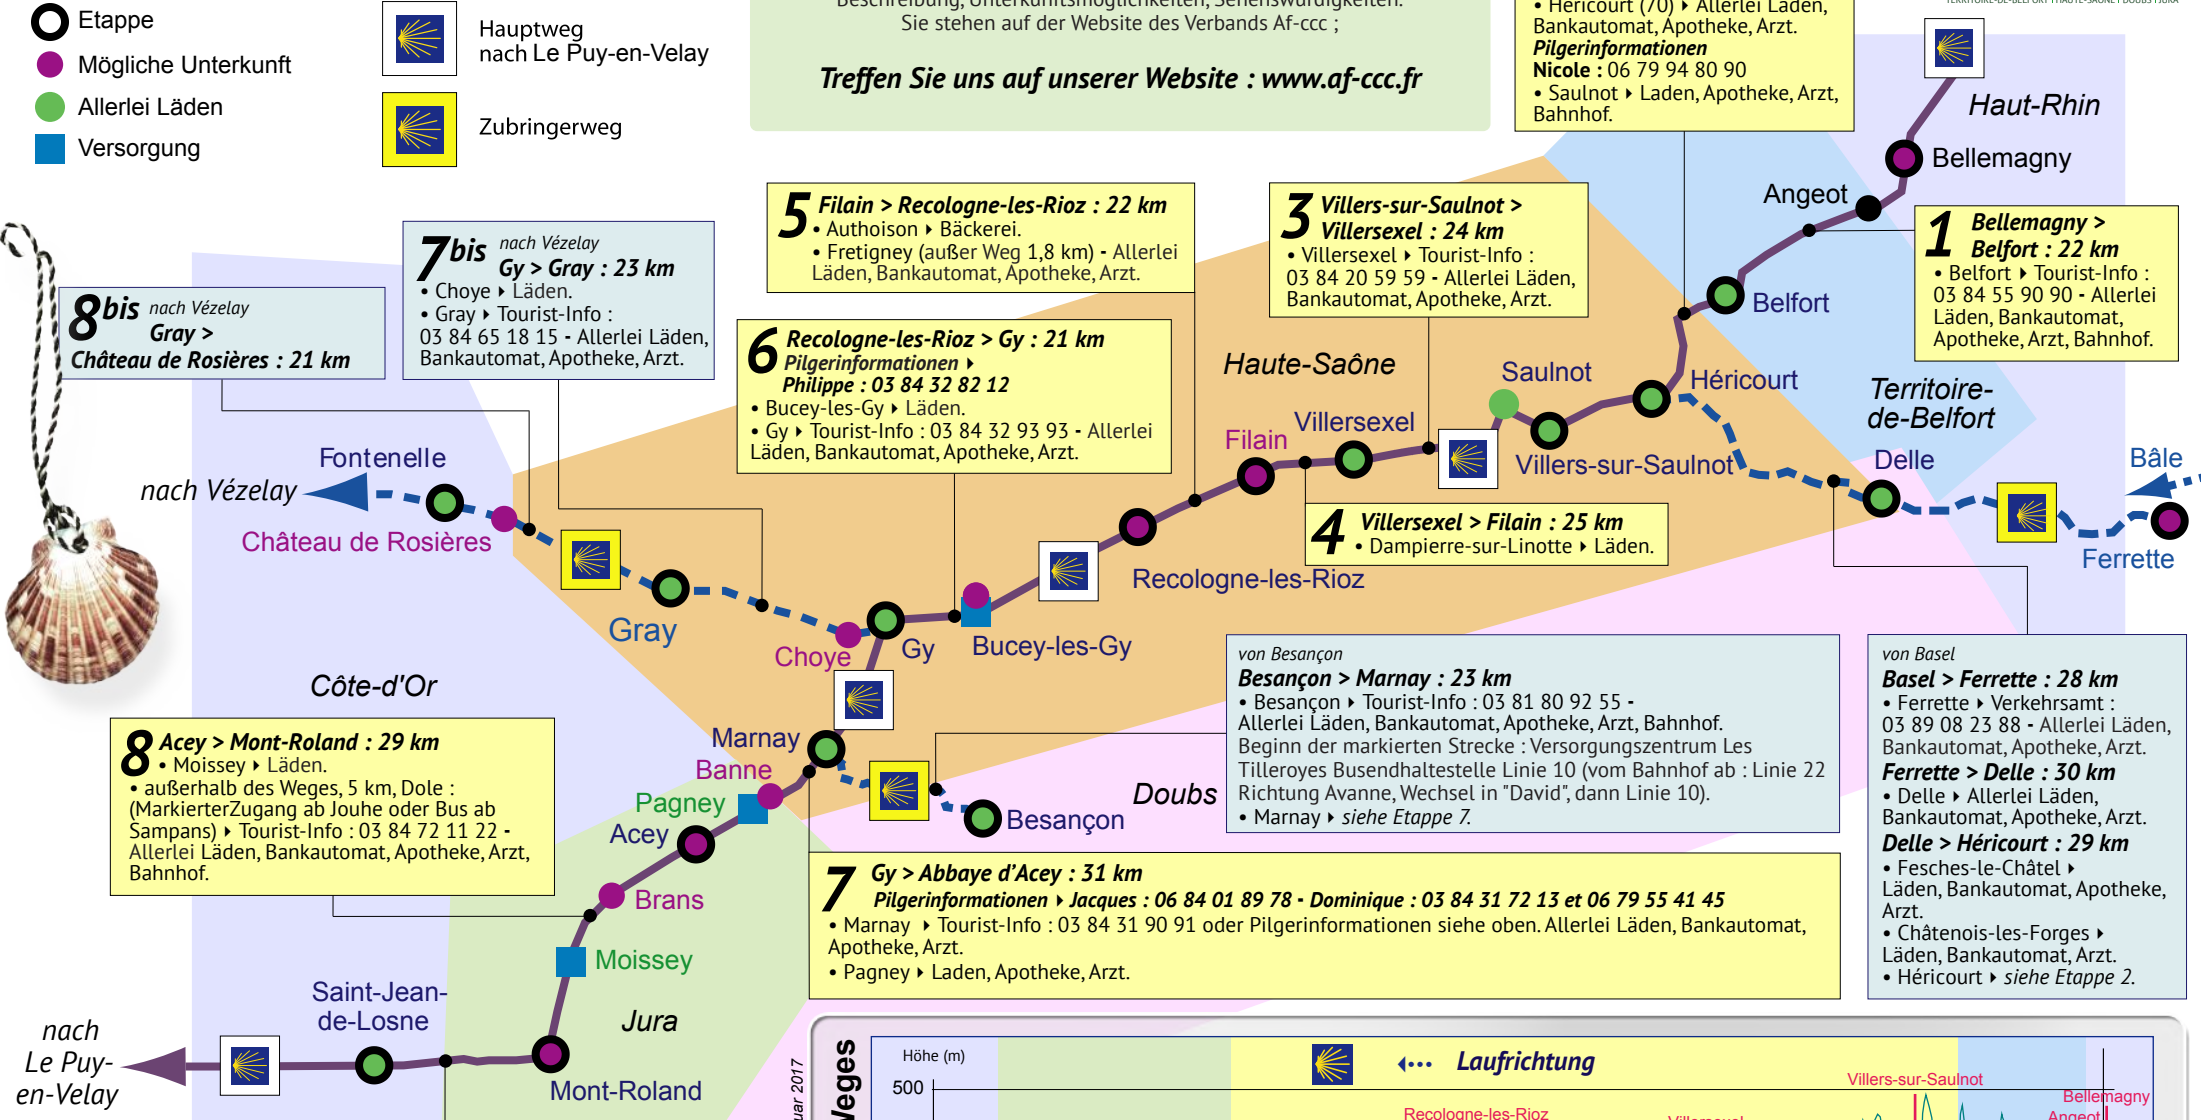 Etappe
Mögliche Unterkunft
Allerlei Läden
Versorgung
Hauptweg
nach Le Puy-en-Velay
Zubringerweg
Beschreibung, Unterkunftsmöglichkeiten, Sehenswürdigkeiten.
Sie stehen auf der Website des Verbands Af-ccc ;
Treffen Sie uns auf unserer Website : www.af-ccc.fr
• Héricourt (70) ▸ Allerlei Läden,
Bankautomat, Apotheke, Arzt.
Pilgerinformationen
Nicole : 06 79 94 80 90
• Saulnot ▸ Laden, Apotheke, Arzt,
Bahnhof.
TERRITOIRE-DE-BELFORT I HAUTE-SAÔNE I DOUBS I JURA
Haut-Rhin
Bellemagny
Angeot
1 Bellemagny >
Belfort : 22 km
• Belfort ▸ Tourist-Info :
03 84 55 90 90 - Allerlei
Läden, Bankautomat,
Apotheke, Arzt, Bahnhof.
Belfort
3 Villers-sur-Saulnot >
Villersexel : 24 km
• Villersexel ▸ Tourist-Info :
03 84 20 59 59 - Allerlei Läden,
Bankautomat, Apotheke, Arzt.
5 Filain > Recologne-les-Rioz : 22 km
• Authoison ▸ Bäckerei.
• Fretigney (außer Weg 1,8 km) - Allerlei
Läden, Bankautomat, Apotheke, Arzt.
7bis nach Vézelay
Gy > Gray : 23 km
• Choye ▸ Läden.
• Gray ▸ Tourist-Info :
03 84 65 18 15 - Allerlei Läden,
Bankautomat, Apotheke, Arzt.
8bis nach Vézelay
Gray >
Château de Rosières : 21 km
6 Recologne-les-Rioz > Gy : 21 km
Pilgerinformationen ▸
Philippe : 03 84 32 82 12
• Bucey-les-Gy ▸ Läden.
• Gy ▸ Tourist-Info : 03 84 32 93 93 - Allerlei
Läden, Bankautomat, Apotheke, Arzt.
Haute-Saône
Saulnot
Héricourt
Territoire-
de-Belfort
Villersexel
Filain
Villers-sur-Saulnot
Delle
Bâle
Ferrette
Fontenelle
nach Vézelay
Château de Rosières
4 Villersexel > Filain : 25 km
• Dampierre-sur-Linotte ▸ Läden.
Recologne-les-Rioz
Gray
Choye
Gy
Bucey-les-Gy
Côte-d'Or
von Besançon
Besançon > Marnay : 23 km
• Besançon ▸ Tourist-Info : 03 81 80 92 55 -
Allerlei Läden, Bankautomat, Apotheke, Arzt, Bahnhof.
Beginn der markierten Strecke : Versorgungszentrum Les
Tilleroyes Busendhaltestelle Linie 10 (vom Bahnhof ab : Linie 22
Richtung Avanne, Wechsel in "David", dann Linie 10).
• Marnay ▸ siehe Etappe 7.
von Basel
Basel > Ferrette : 28 km
• Ferrette ▸ Verkehrsamt :
03 89 08 23 88 - Allerlei Läden,
Bankautomat, Apotheke, Arzt.
Ferrette > Delle : 30 km
• Delle ▸ Allerlei Läden,
Bankautomat, Apotheke, Arzt.
Delle > Héricourt : 29 km
• Fesches-le-Châtel ▸
Läden, Bankautomat, Apotheke,
Arzt.
• Châtenois-les-Forges ▸
Läden, Bankautomat, Arzt.
• Héricourt ▸ siehe Etappe 2.
8 Acey > Mont-Roland : 29 km
• Moissey ▸ Läden.
• außerhalb des Weges, 5 km, Dole :
(MarkierterZugang ab Jouhe oder Bus ab
Sampans) ▸ Tourist-Info : 03 84 72 11 22 -
Allerlei Läden, Bankautomat, Apotheke, Arzt,
Bahnhof.
Marnay
Banne
Pagney
Acey
Doubs
Besançon
Brans
Moissey
7 Gy > Abbaye d'Acey : 31 km
Pilgerinformationen ▸ Jacques : 06 84 01 89 78 - Dominique : 03 84 31 72 13 et 06 79 55 41 45
• Marnay ▸ Tourist-Info : 03 84 31 90 91 oder Pilgerinformationen siehe oben. Allerlei Läden, Bankautomat,
Apotheke, Arzt.
• Pagney ▸ Laden, Apotheke, Arzt.
Saint-Jean-
de-Losne
Jura
nach
Le Puy-
en-Velay
Mont-Roland
2017
Höhe (m)
500
Laufrichtung
Villers-sur-Saulnot
Bellemagny
Angeot
Recologne-les-Rioz
Villersexel